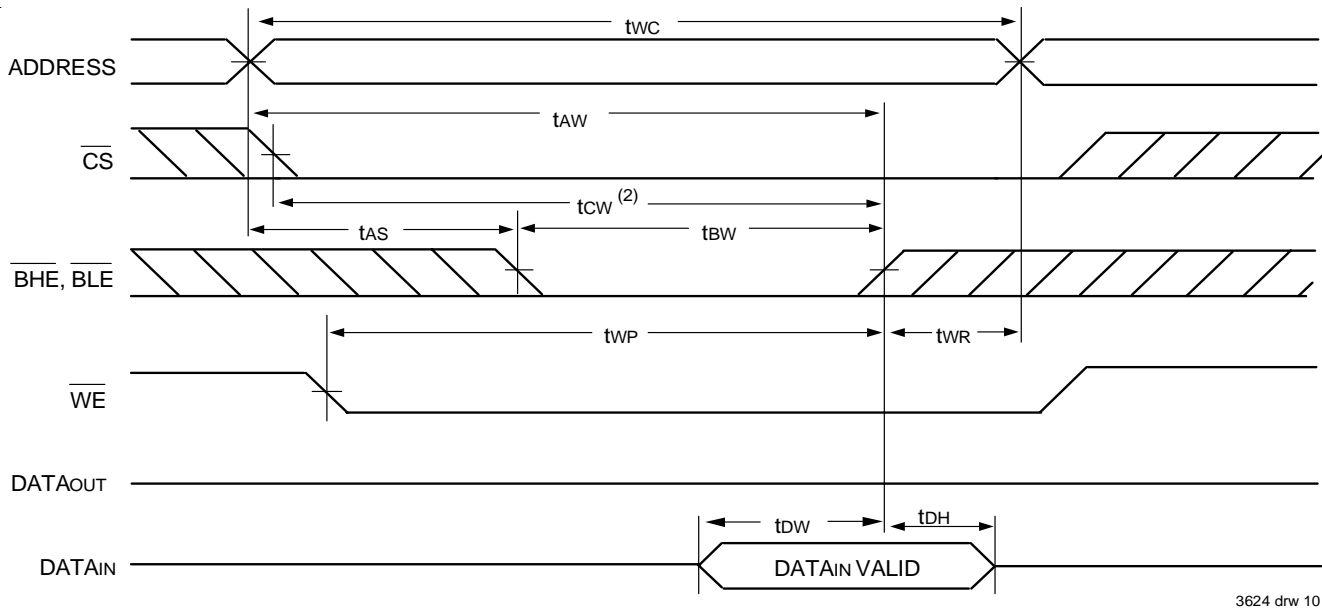 tWC
ADDRESS
tAW
CS
tCW (2)
tAS
tBW
BHE, BLE
tWP
tWR
WE
DATAOUT
tDW
tDH
DATAIN
DATAIN VALID
3624 drw 10